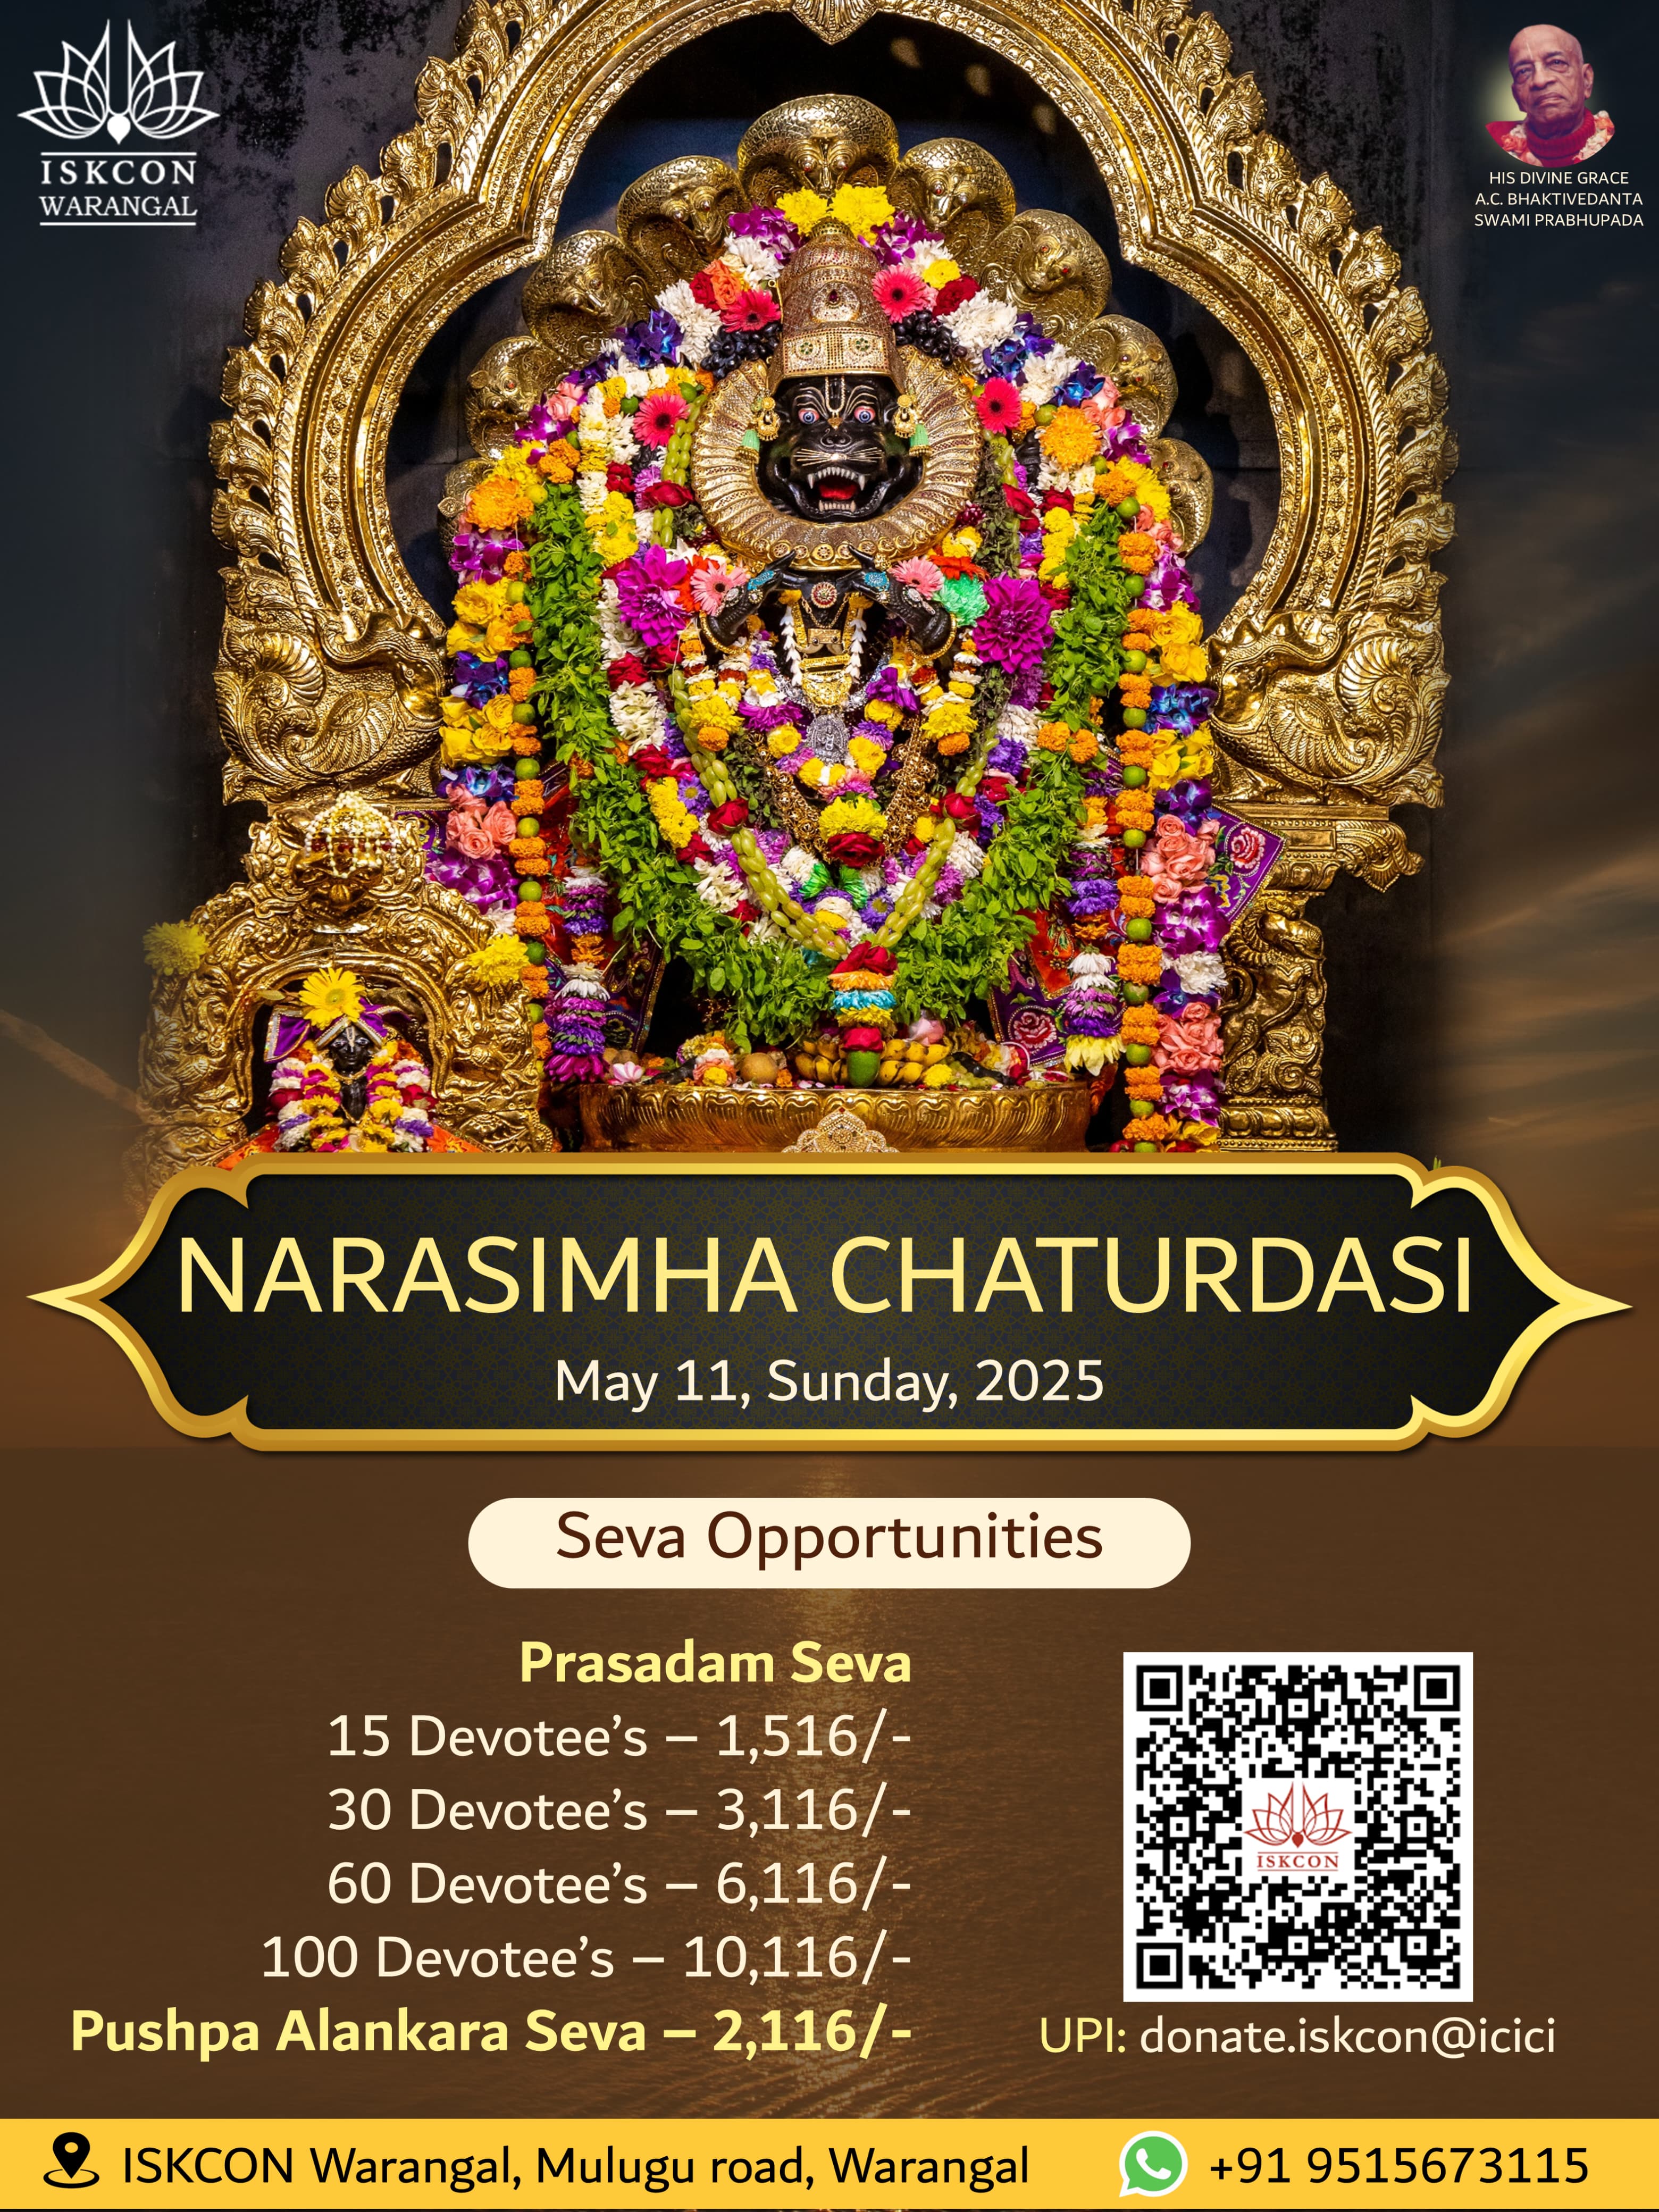 ISKCON
WARANGAL
HIS DIVINE GRACE
A.C. BHAKTIVEDANTA
SWAMI PRABHUPADA
NARASIMHA CHATURDASI
May 11, Sunday, 2025
Seva Opportunities
Prasadam Seva
15 Devotee’s – 1,516/-
30 Devotee’s – 3,116/-
60 Devotee’s – 6,116/-
100 Devotee’s – 10,116/-
Pushpa Alankara Seva – 2,116/-
ISKCON
UPI: donate.iskcon@icici
ISKCON Warangal, Mulugu road, Warangal
+91 9515673115